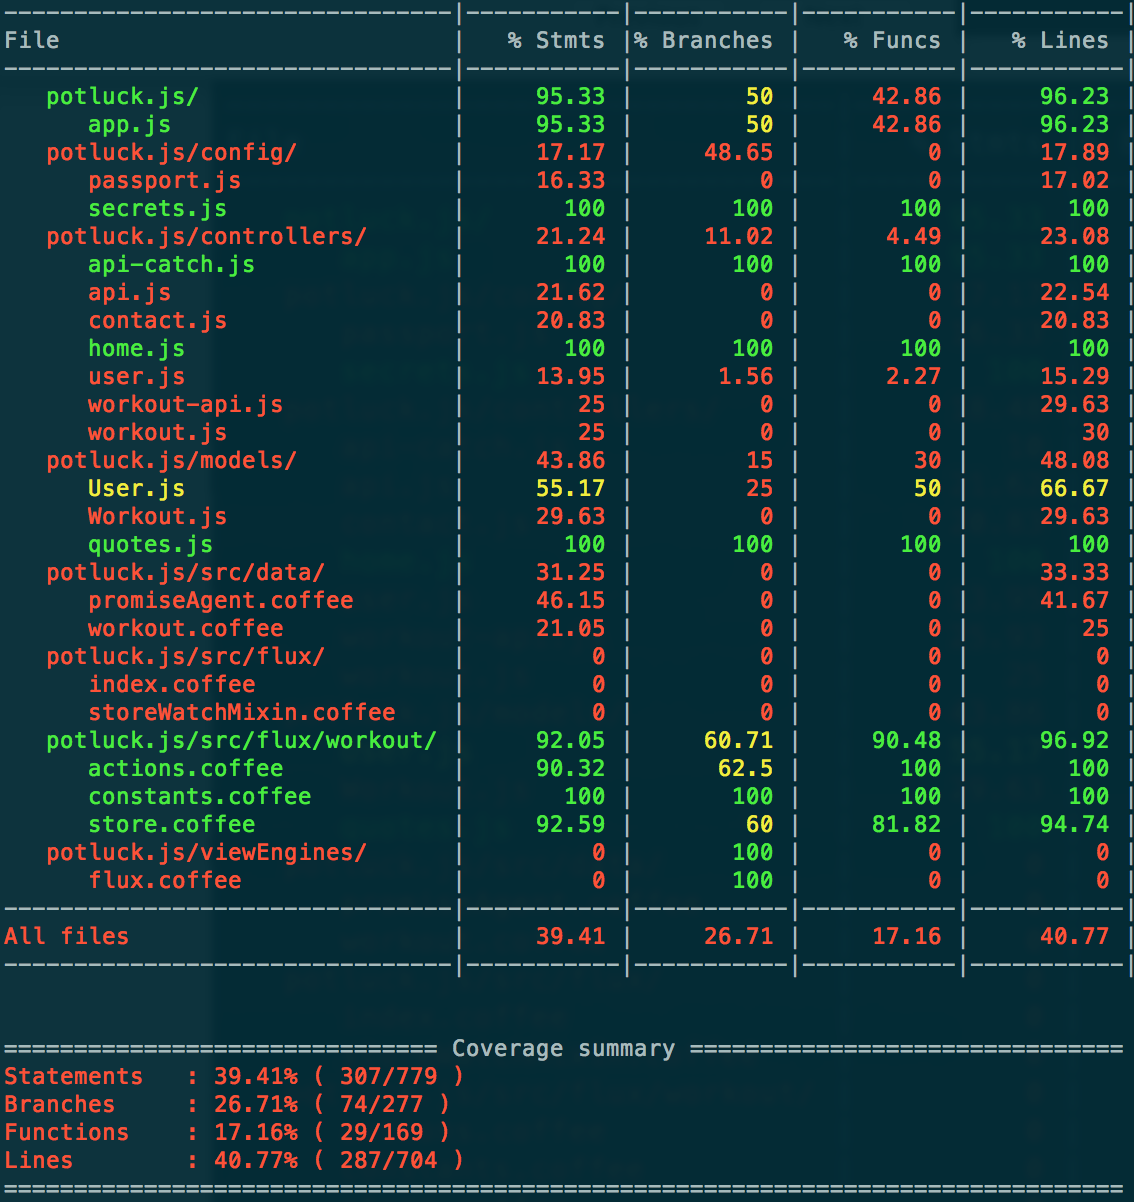 -------------------------------|-----------|-----------|-----------|-----------|
File                            |   % Stmts |% Branches |   % Funcs |   % Lines |
--------------------------------|-----------|-----------|-----------|-----------|
   potluck.js/                  |     95.33 |        50 |     42.86 |     96.23 |
      app.js                    |     95.33 |        50 |     42.86 |     96.23 |
   potluck.js/config/           |     17.17 |     48.65 |         0 |     17.89 |
      passport.js               |     16.33 |         0 |         0 |     17.02 |
      secrets.js                |       100 |       100 |       100 |       100 |
   potluck.js/controllers/      |     21.24 |     11.02 |      4.49 |     23.08 |
      api-catch.js              |       100 |       100 |       100 |       100 |
      api.js                    |     21.62 |         0 |         0 |     22.54 |
      contact.js                |     20.83 |         0 |         0 |     20.83 |
      home.js                   |       100 |       100 |       100 |       100 |
      user.js                   |     13.95 |      1.56 |      2.27 |     15.29 |
      workout-api.js            |        25 |         0 |         0 |     29.63 |
      workout.js                |        25 |         0 |         0 |        30 |
   potluck.js/models/           |     43.86 |        15 |        30 |     48.08 |
      User.js                   |     55.17 |        25 |        50 |     66.67 |
      Workout.js                |     29.63 |         0 |         0 |     29.63 |
      quotes.js                 |       100 |       100 |       100 |       100 |
   potluck.js/src/data/         |     31.25 |         0 |         0 |     33.33 |
      promiseAgent.coffee       |     46.15 |         0 |         0 |     41.67 |
      workout.coffee            |     21.05 |         0 |         0 |        25 |
   potluck.js/src/flux/         |         0 |         0 |         0 |         0 |
      index.coffee              |         0 |         0 |         0 |         0 |
      storeWatchMixin.coffee    |         0 |         0 |         0 |         0 |
   potluck.js/src/flux/workout/ |     92.05 |     60.71 |     90.48 |     96.92 |
      actions.coffee            |     90.32 |      62.5 |       100 |       100 |
      constants.coffee          |       100 |       100 |       100 |       100 |
      store.coffee              |     92.59 |        60 |     81.82 |     94.74 |
   potluck.js/viewEngines/      |         0 |       100 |         0 |         0 |
      flux.coffee               |         0 |       100 |         0 |         0 |
--------------------------------|-----------|-----------|-----------|-----------|
All files                       |     39.41 |     26.71 |     17.16 |     40.77 |
--------------------------------|-----------|-----------|-----------|-----------|
=============================== Coverage summary ===============================
Statements   : 39.41% ( 307/779 )
Branches     : 26.71% ( 74/277 )
Functions    : 17.16% ( 29/169 )
Lines        : 40.77% ( 287/704 )
================================================================================